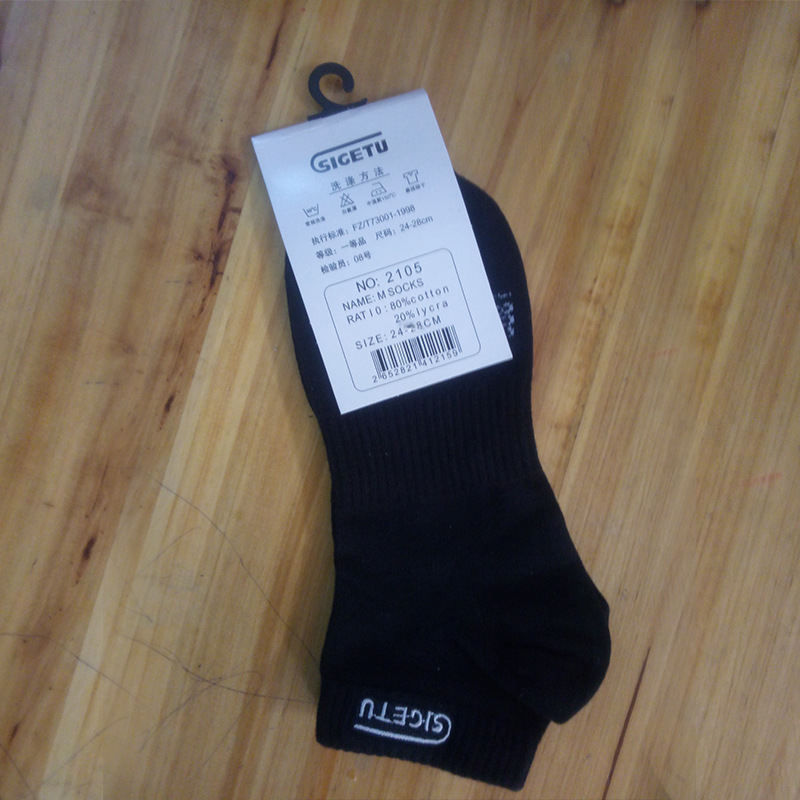 SIGETU
洗涤方法
执行标准：FZ/T73001-1998
等级：一等品 尺码：24-28cm
检验员：08号
NO: 2105
NAME: M SOCKS
RATIO: 80%cotton
20%lycra
SIZE: 24-28CM
2652821412159
SIGETU